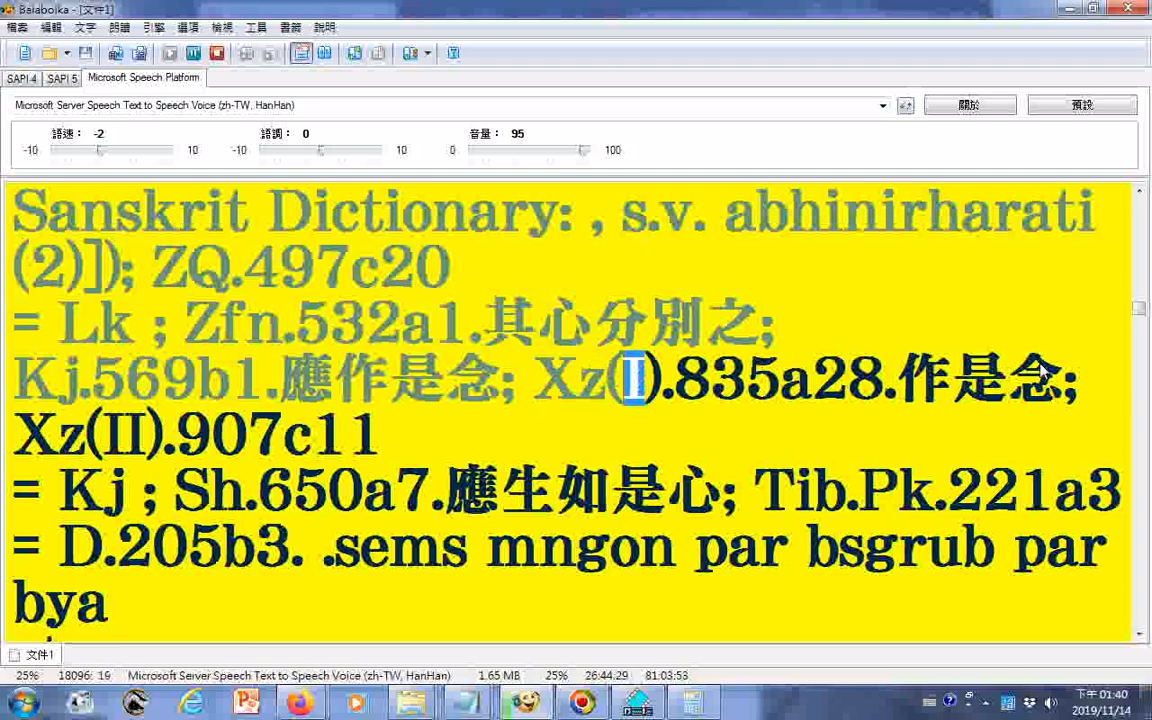 Balabolka - [文件1]
檔案 編輯 文字 朗讀 引擎 選項 檢視 工具 書籤 說明
SAPI 4 SAPI 5 Microsoft Speech Platform
Microsoft Server Speech Text to Speech Voice (zh-TW, HanHan)
關於 預設
語速： -2 語調： 0 音量： 95
-10 10 -10 10 0 100
Sanskrit Dictionary: , s.v. abhinirharati
(2)]); ZQ.497c20
= Lk ; Zfn.532a1.其心分別之;
Kj.569b1.應作是念; Xz(I).835a28.作是念;
Xz(II).907c11
= Kj ; Sh.650a7.應生如是心; Tib.Pk.221a3
= D.205b3. .sems mngon par bsgrub par
bya
文件1
25% 18096: 19 Microsoft Server Speech Text to Speech Voice (zh-TW, HanHan) 1.65 MB 25% 26:44.29 81:03:53
下午 01:40
2019/11/14